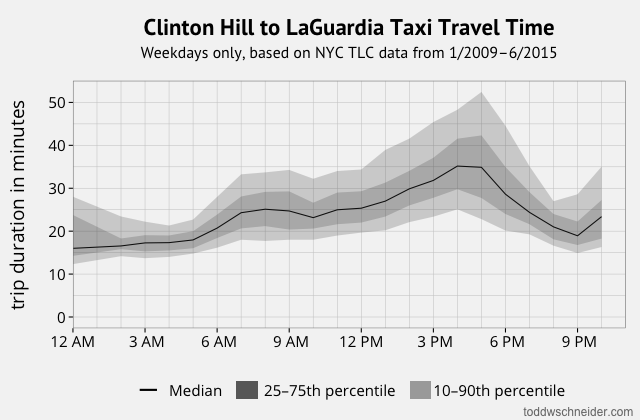 Clinton Hill to LaGuardia Taxi Travel Time
Weekdays only, based on NYC TLC data from 1/2009–6/2015
trip duration in minutes
50
40
30
20
10
0
12 AM 3 AM 6 AM 9 AM 12 PM 3 PM 6 PM 9 PM
Median 25–75th percentile 10–90th percentile
toddwschneider.com